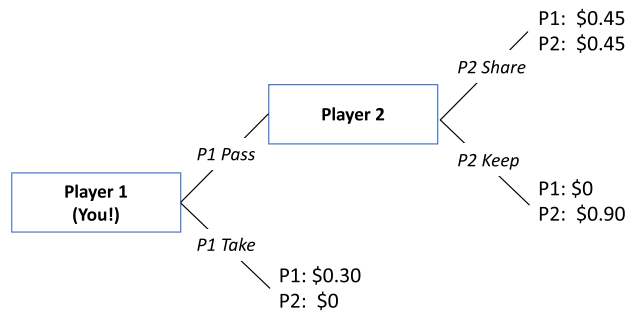 P1:  $0.45
P2:  $0.45
P2 Share
Player 2
P1 Pass
P2 Keep
Player 1
(You!)
P1: $0
P2:  $0.90
P1 Take
P1: $0.30
P2:  $0